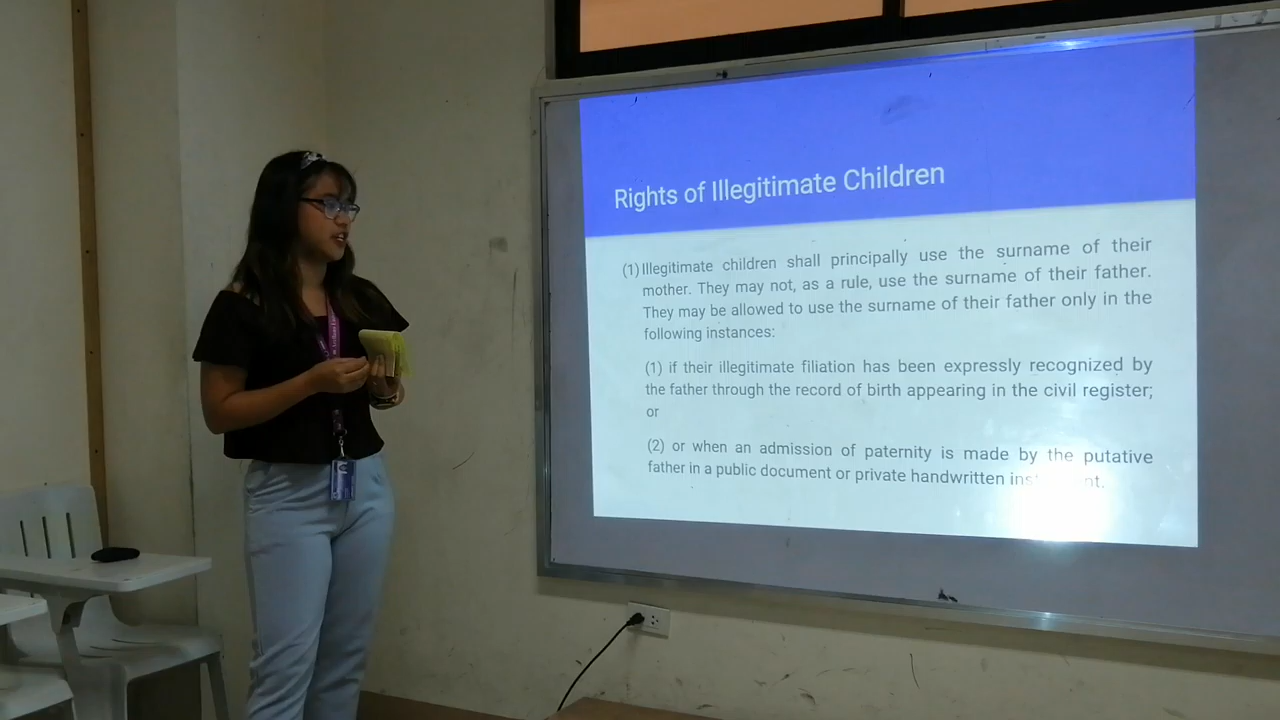 Rights of Illegitimate Children
(1) Illegitimate children shall principally use the surname of their
mother. They may not, as a rule, use the surname of their father.
They may be allowed to use the surname of their father only in the
following instances:
(1) if their illegitimate filiation has been expressly recognized by
the father through the record of birth appearing in the civil register;
or
(2) or when an admission of paternity is made by the putative
father in a public document or private handwritten